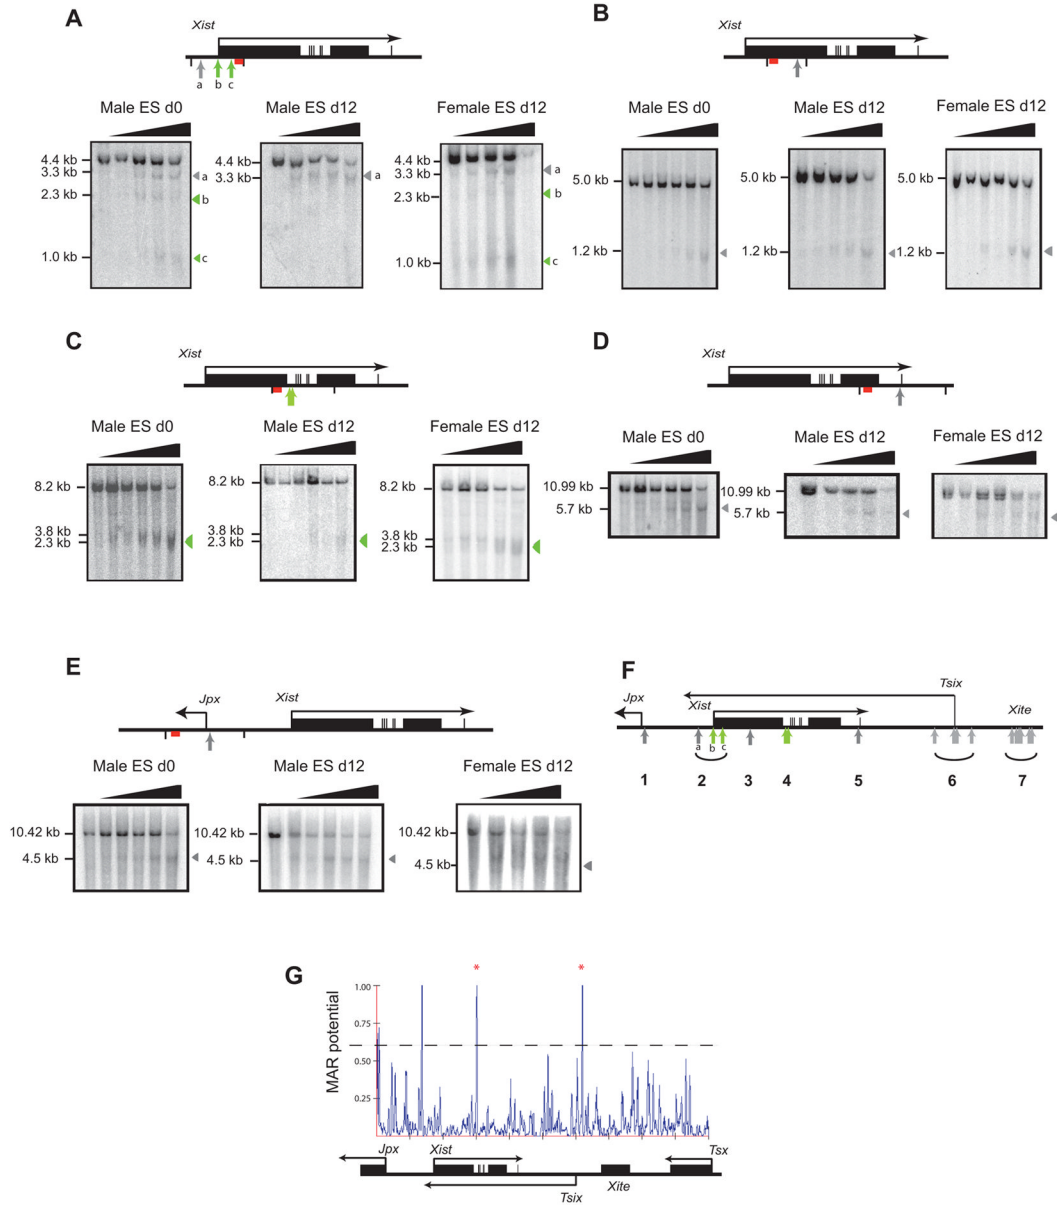 A
Xist
a b c
Male ES d0
Male ES d12
Female ES d12
4.4 kb
3.3 kb
2.3 kb
1.0 kb
a
b
c
4.4 kb
3.3 kb
a
4.4 kb
3.3 kb
2.3 kb
1.0 kb
a
b
c
B
Xist
Male ES d0
Male ES d12
Female ES d12
5.0 kb
1.2 kb
5.0 kb
1.2 kb
5.0 kb
1.2 kb
C
Xist
Male ES d0
Male ES d12
Female ES d12
8.2 kb
3.8 kb
2.3 kb
8.2 kb
3.8 kb
2.3 kb
8.2 kb
3.8 kb
2.3 kb
D
Xist
Male ES d0
Male ES d12
Female ES d12
10.99 kb
5.7 kb
10.99 kb
5.7 kb
E
Jpx
Xist
Male ES d0
Male ES d12
Female ES d12
10.42 kb
4.5 kb
10.42 kb
4.5 kb
10.42 kb
4.5 kb
F
Tsix
Jpx
Xist
Xite
a b c
1 2 3 4 5 6 7
G
* *
MAR potential
1.00
0.75
0.50
0.25
Jpx
Xist
Tsx
Tsix
Xite